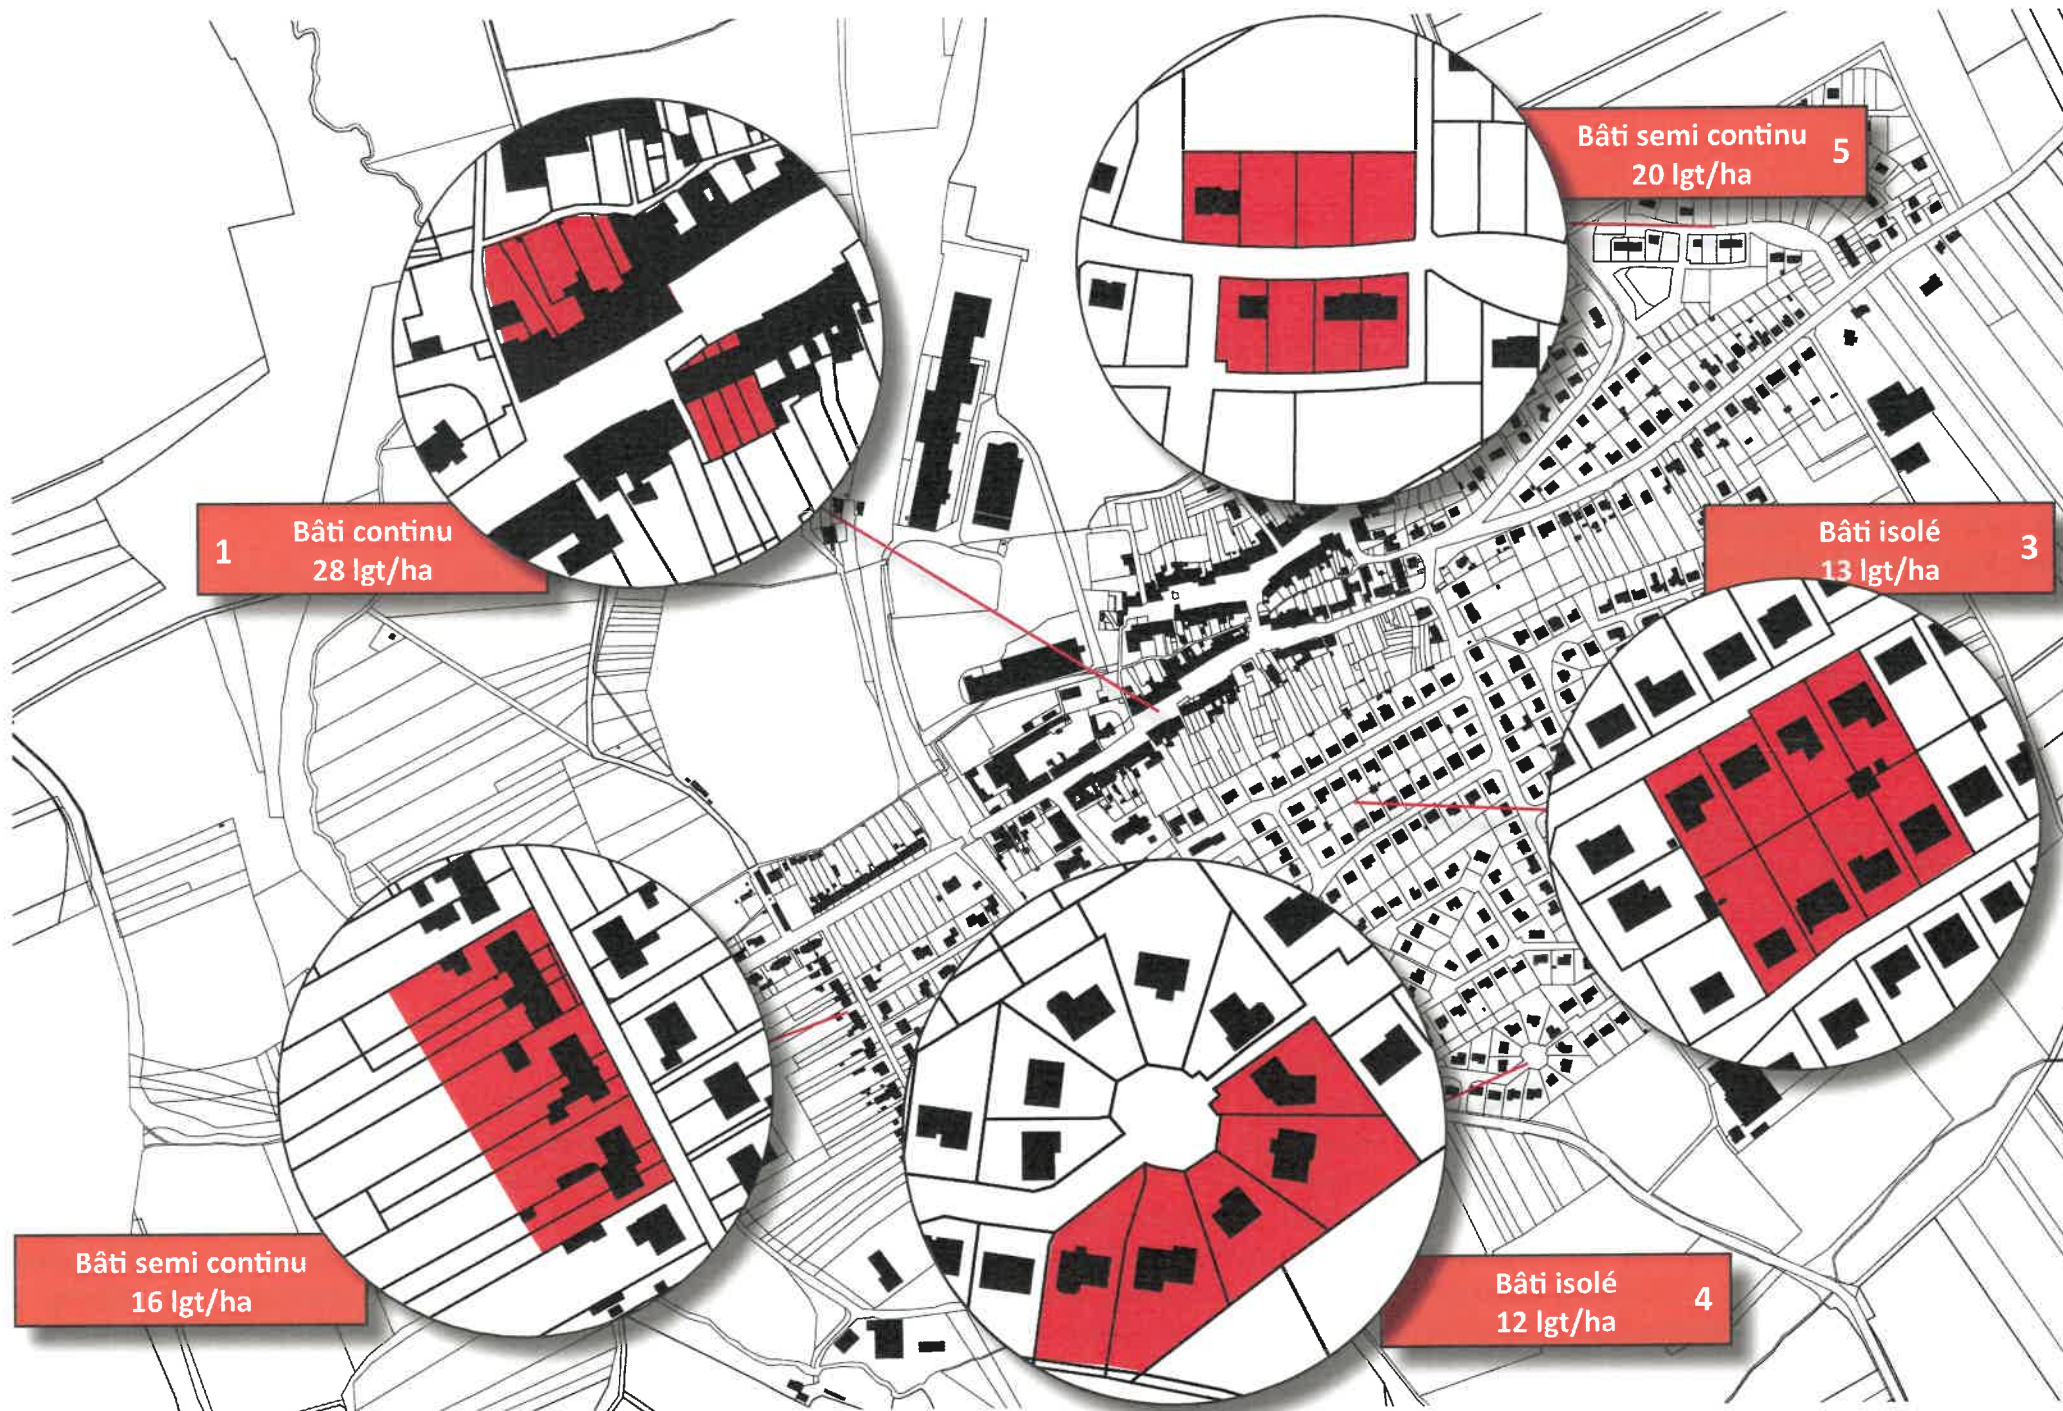 Bâti semi continu
20 lgt/ha
5
1
Bâti continu
28 lgt/ha
Bâti isolé
13 lgt/ha
3
Bâti semi continu
16 lgt/ha
Bâti isolé
12 lgt/ha
4